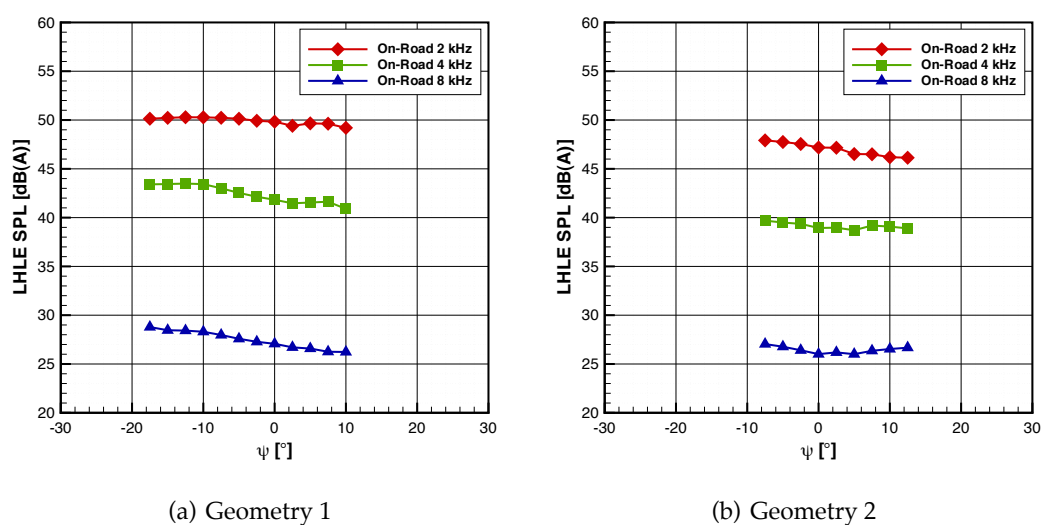 60
55
50
45
40
35
30
25
20
LHLE SPL [dB(A)]
On-Road 2 kHz
On-Road 4 kHz
On-Road 8 kHz
-30 -20 -10 0 10 20 30
ψ [°]
(a) Geometry 1
60
55
50
45
40
35
30
25
20
LHLE SPL [dB(A)]
On-Road 2 kHz
On-Road 4 kHz
On-Road 8 kHz
-30 -20 -10 0 10 20 30
ψ [°]
(b) Geometry 2